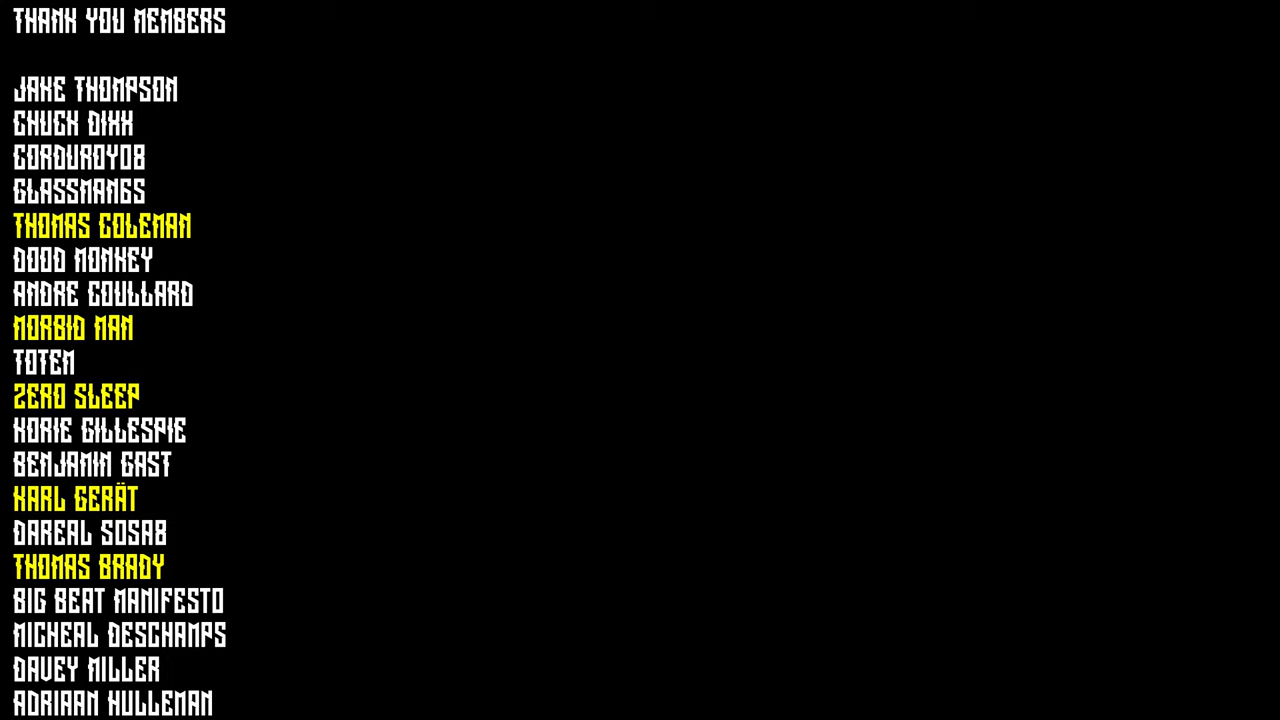 THANK YOU MEMBERS
JAKE THOMPSON
CHUCK DIXX
CORDUROY08
GLASSMAN65
THOMAS COLEMAN
DOOD MONKEY
ANDRE COULLARD
MORBID MAN
TOTEM
ZERO SLEEP
KORIE GILLESPIE
BENJAMIN GAST
KARL GERÄT
DAREAL SOSA8
THOMAS BRADY
BIG BEAT MANIFESTO
MICHEAL DESCHAMPS
DAVEY MILLER
ADRIAAN HULLEMAN